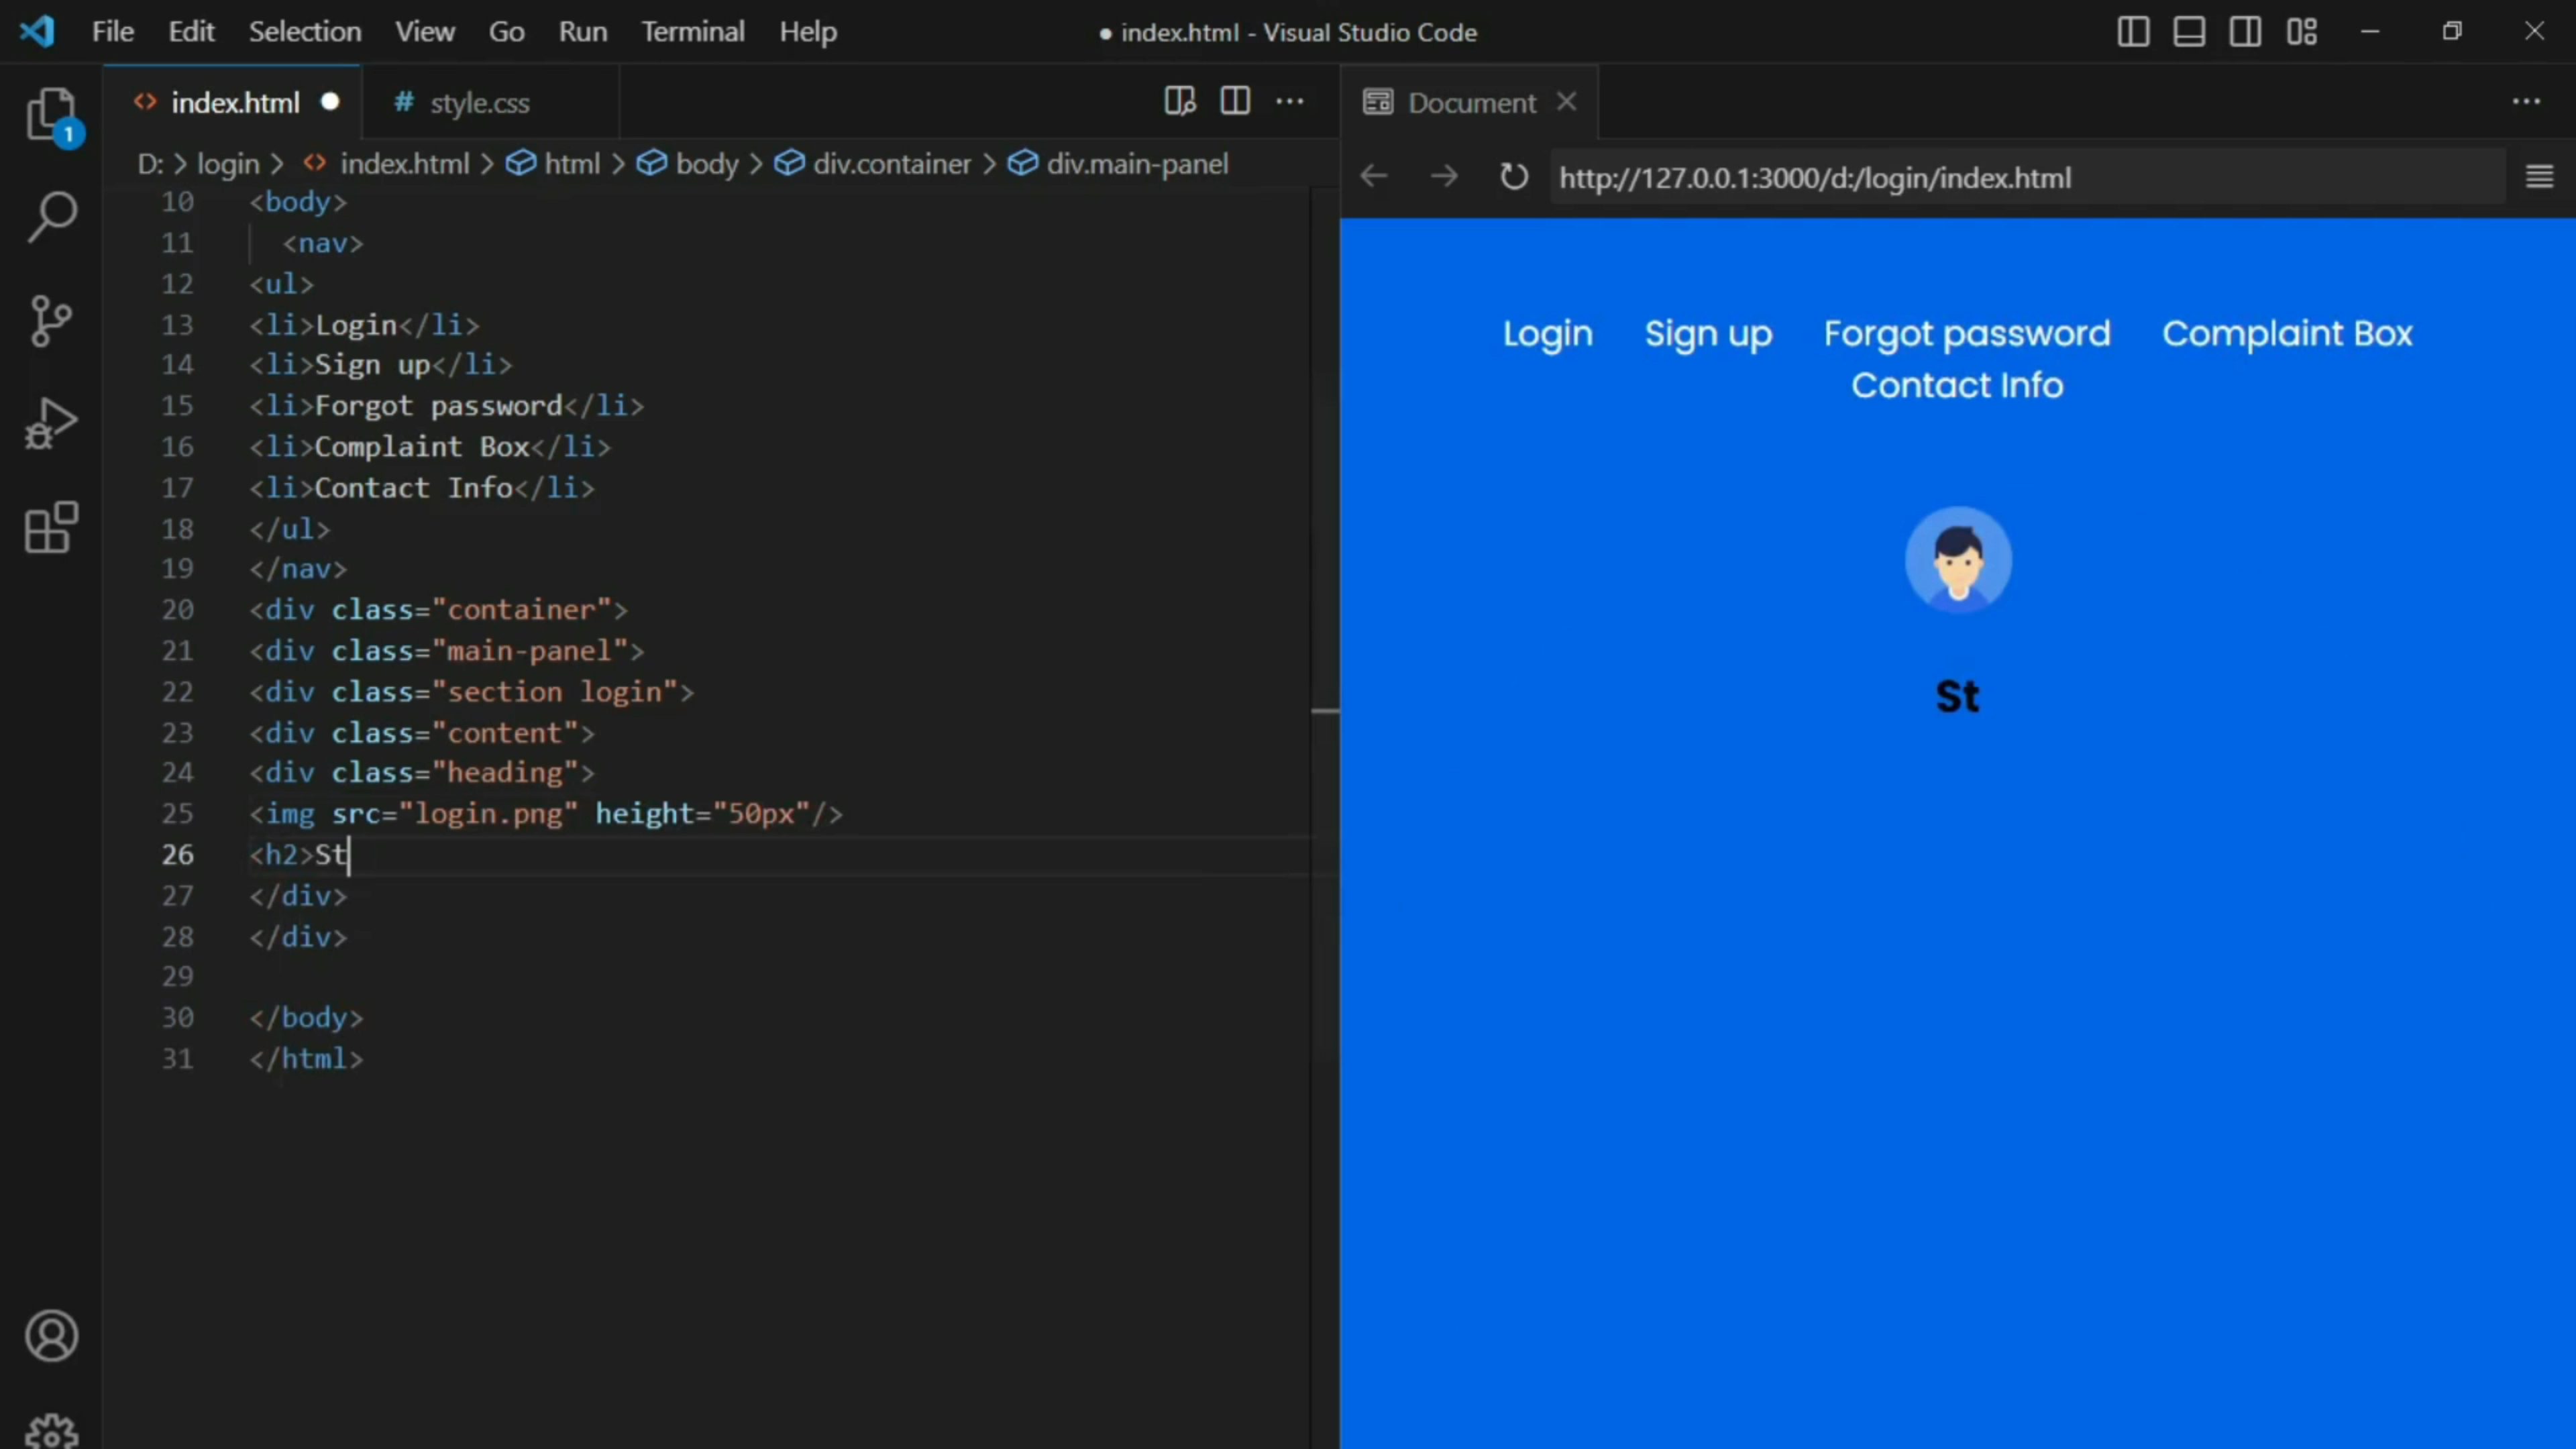 File Edit Selection View Go Run Terminal Help
● index.html - Visual Studio Code
1
<> index.html ● # style.css
D: > login > <> index.html > html > body > div.container > div.main-panel
10 <body>
11 <nav>
12 <ul>
13 <li>Login</li>
14 <li>Sign up</li>
15 <li>Forgot password</li>
16 <li>Complaint Box</li>
17 <li>Contact Info</li>
18 </ul>
19 </nav>
20 <div class="container">
21 <div class="main-panel">
22 <div class="section login">
23 <div class="content">
24 <div class="heading">
25 <img src="login.png" height="50px"/>
26 <h2>St
27 </div>
28 </div>
29
30 </body>
31 </html>
Document
http://127.0.0.1:3000/d:/login/index.html
Login Sign up Forgot password Complaint Box
Contact Info
St